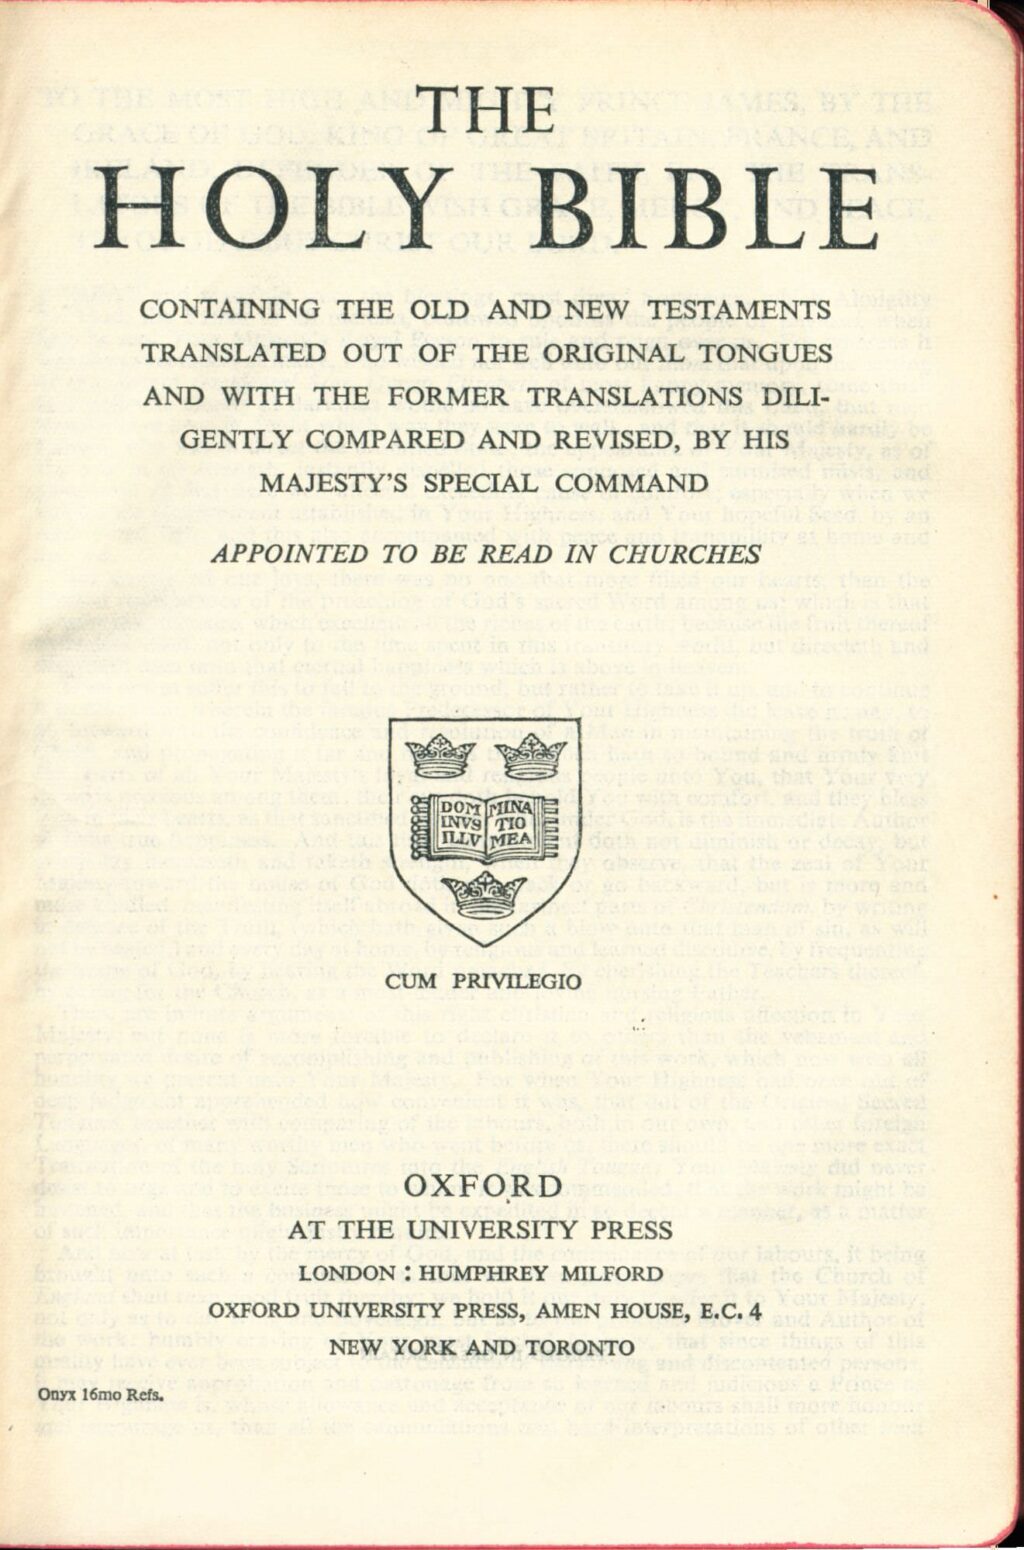 THE
HOLY BIBLE
CONTAINING THE OLD AND NEW TESTAMENTS
TRANSLATED OUT OF THE ORIGINAL TONGUES
AND WITH THE FORMER TRANSLATIONS DILI-
GENTLY COMPARED AND REVISED, BY HIS
MAJESTY'S SPECIAL COMMAND
APPOINTED TO BE READ IN CHURCHES
DOM MINA
INVS TIO
ILLV MEA
CUM PRIVILEGIO
OXFORD
AT THE UNIVERSITY PRESS
LONDON : HUMPHREY MILFORD
OXFORD UNIVERSITY PRESS, AMEN HOUSE, E.C. 4
NEW YORK AND TORONTO
Onyx 16mo Refs.